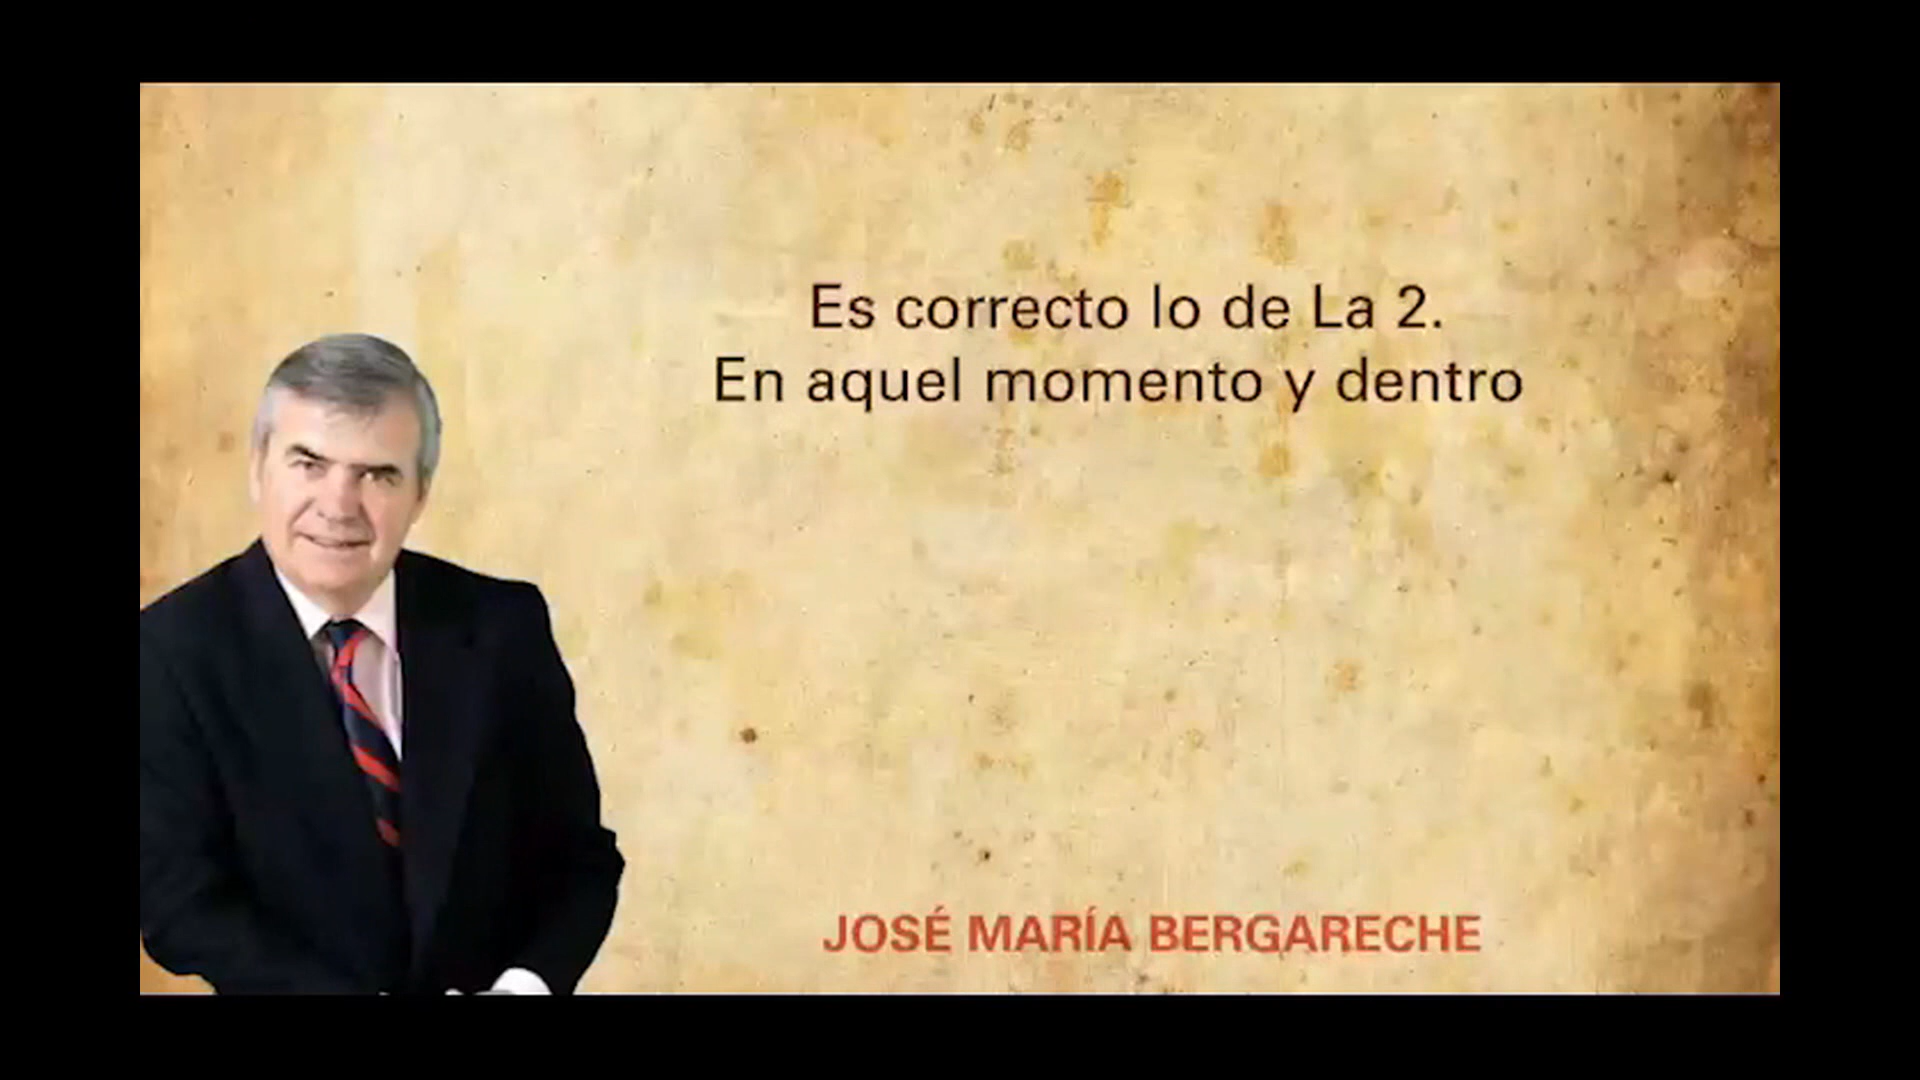 Es correcto lo de La 2.
En aquel momento y dentro
JOSÉ MARÍA BERGARECHE